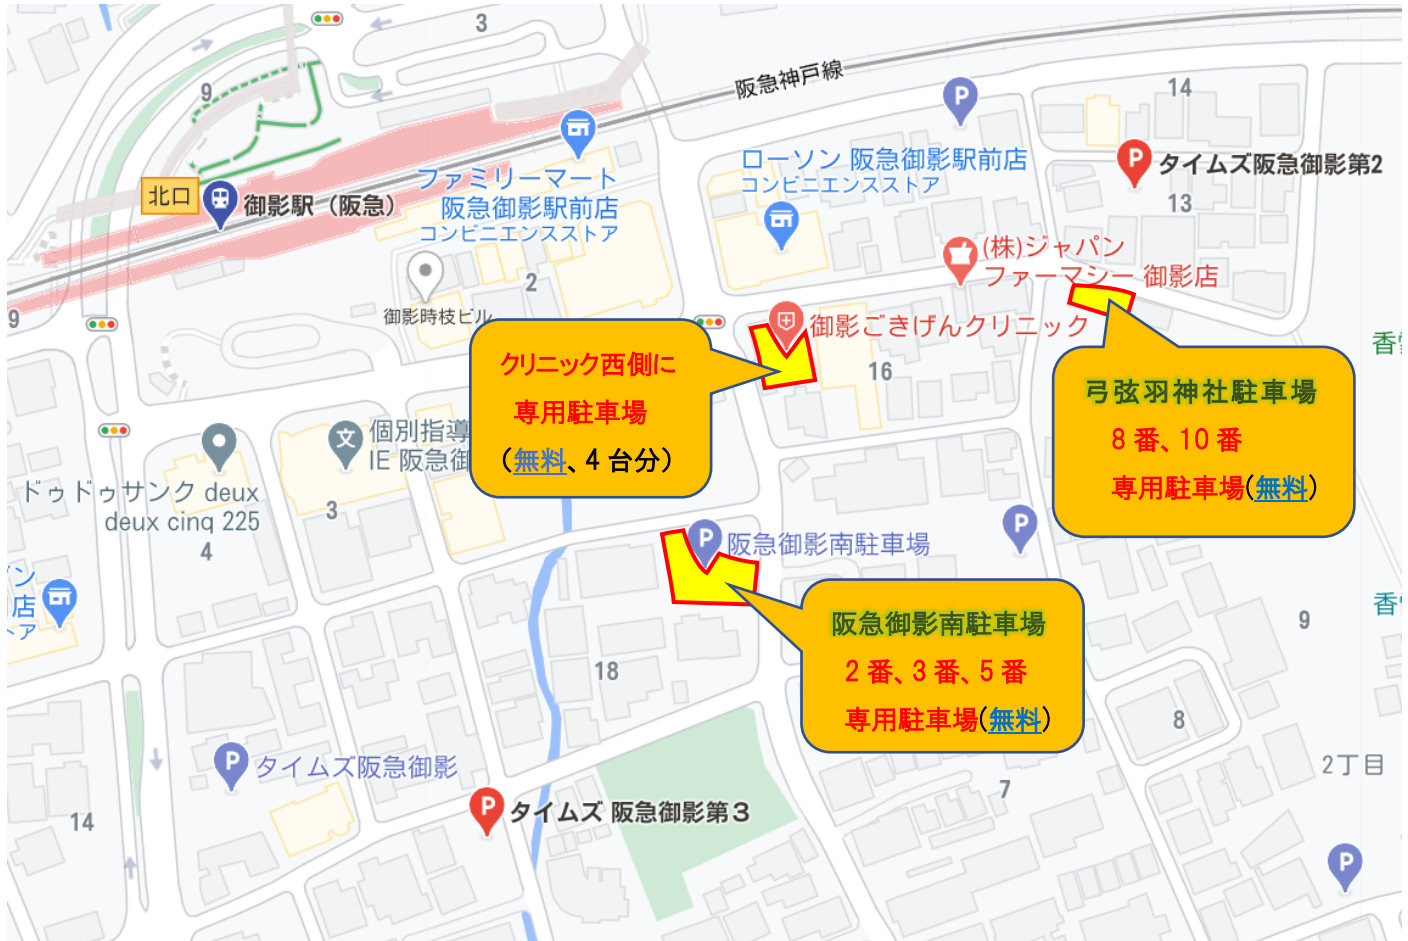 3
9
阪急神戸線
14
北口
御影駅（阪急）
ファミリーマート
阪急御影駅前店
コンビニエンスストア
ローソン 阪急御影駅前店
コンビニエンスストア
タイムズ阪急御影第2
13
2
(株)ジャパン
ファーマシー 御影店
9
御影時枝ビル
御影ごきげんクリニック
16
クリニック西側に
専用駐車場
（無料、4 台分）
弓弦羽神社駐車場
8 番、10 番
専用駐車場(無料)
香
個別指導
IE 阪急御
ドゥドゥサンク deux
deux cinq 225
3
4
阪急御影南駐車場
阪急御影南駐車場
2 番、3 番、5 番
専用駐車場(無料)
ン
店
トア
香
9
18
8
タイムズ阪急御影
タイムズ 阪急御影第３
7
2丁目
14